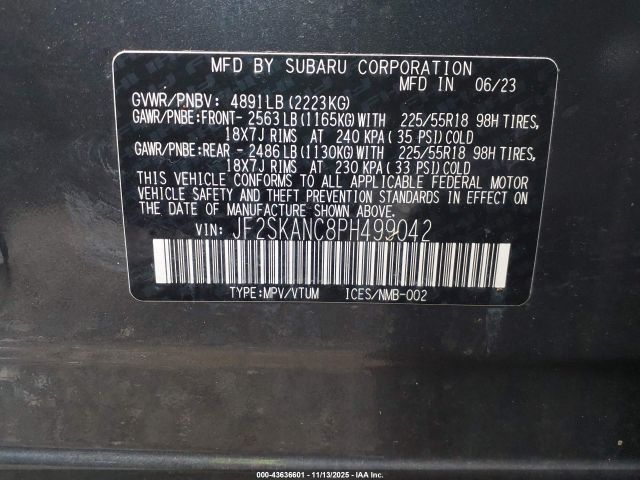 MFD BY SUBARU CORPORATION
MFD IN 06/23
GVWR/PNBV: 4891LB(2223KG)
GAWR/PNBE:FRONT- 2563LB(1165KG)WITH 225/55R18 98H TIRES,
18X7J RIMS AT 240 KPA(35 PSI)COLD
GAWR/PNBE:REAR - 2486LB(1130KG)WITH 225/55R18 98H TIRES,
18X7J RIMS AT 230 KPA(33 PSI)COLD
THIS VEHICLE CONFORMS TO ALL APPLICABLE FEDERAL MOTOR
VEHICLE SAFETY AND THEFT PREVENTION STANDARDS IN EFFECT
ON THE DATE OF MANUFACTURE SHOWN ABOVE.
VIN: JF2SKANC8PH499042
TYPE:MPV/VTUM ICES/NMB-002
000-43636601 - 11/13/2025 - IAA Inc.